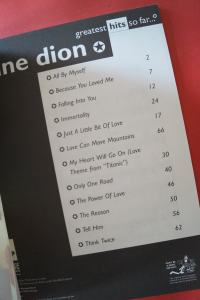 greatest hits so far...
ne dion
All By Myself 2
Because You Loved Me 7
Falling Into You 12
Immortality 24
Just A Little Bit Of Love 17
Love Can Move Mountains 66
My Heart Will Go On (Love
Theme from "Titanic") 30
Only One Road 40
The Power Of Love 46
The Reason 50
Tell Him 56
Think Twice 62